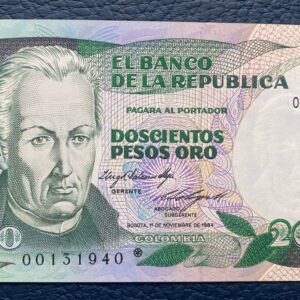 EL BANCO
DE LA REPUBLICA
PAGARA AL PORTADOR
DOSCIENTOS
PESOS ORO
GERENTE
ABOGADO
SUBGERENTE
BOGOTA, 1º DE NOVIEMBRE DE 1984
COLOMBIA
00131940